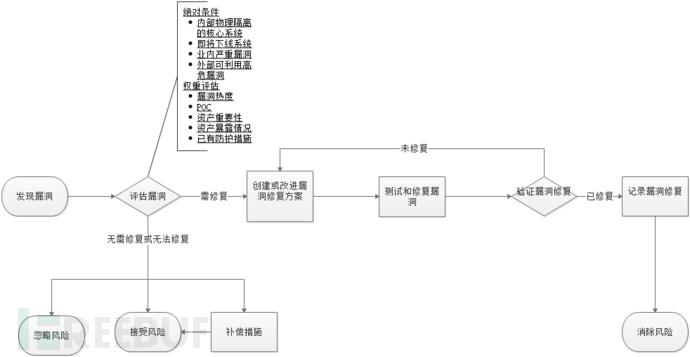 绝对条件
内部物理隔离
的核心系统
即将下线系统
业内严重漏洞
外部可利用高
危漏洞
权重评估
漏洞热度
POC
资产重要性
资产暴露情况
已有防护措施
未修复
发现漏洞
评估漏洞
需修复
创建或改进漏
洞修复方案
测试和修复漏
洞
验证漏洞修复
已修复
记录漏洞修复
无需修复或无法修复
忽略风险
接受风险
补偿措施
消除风险
FREEBUF